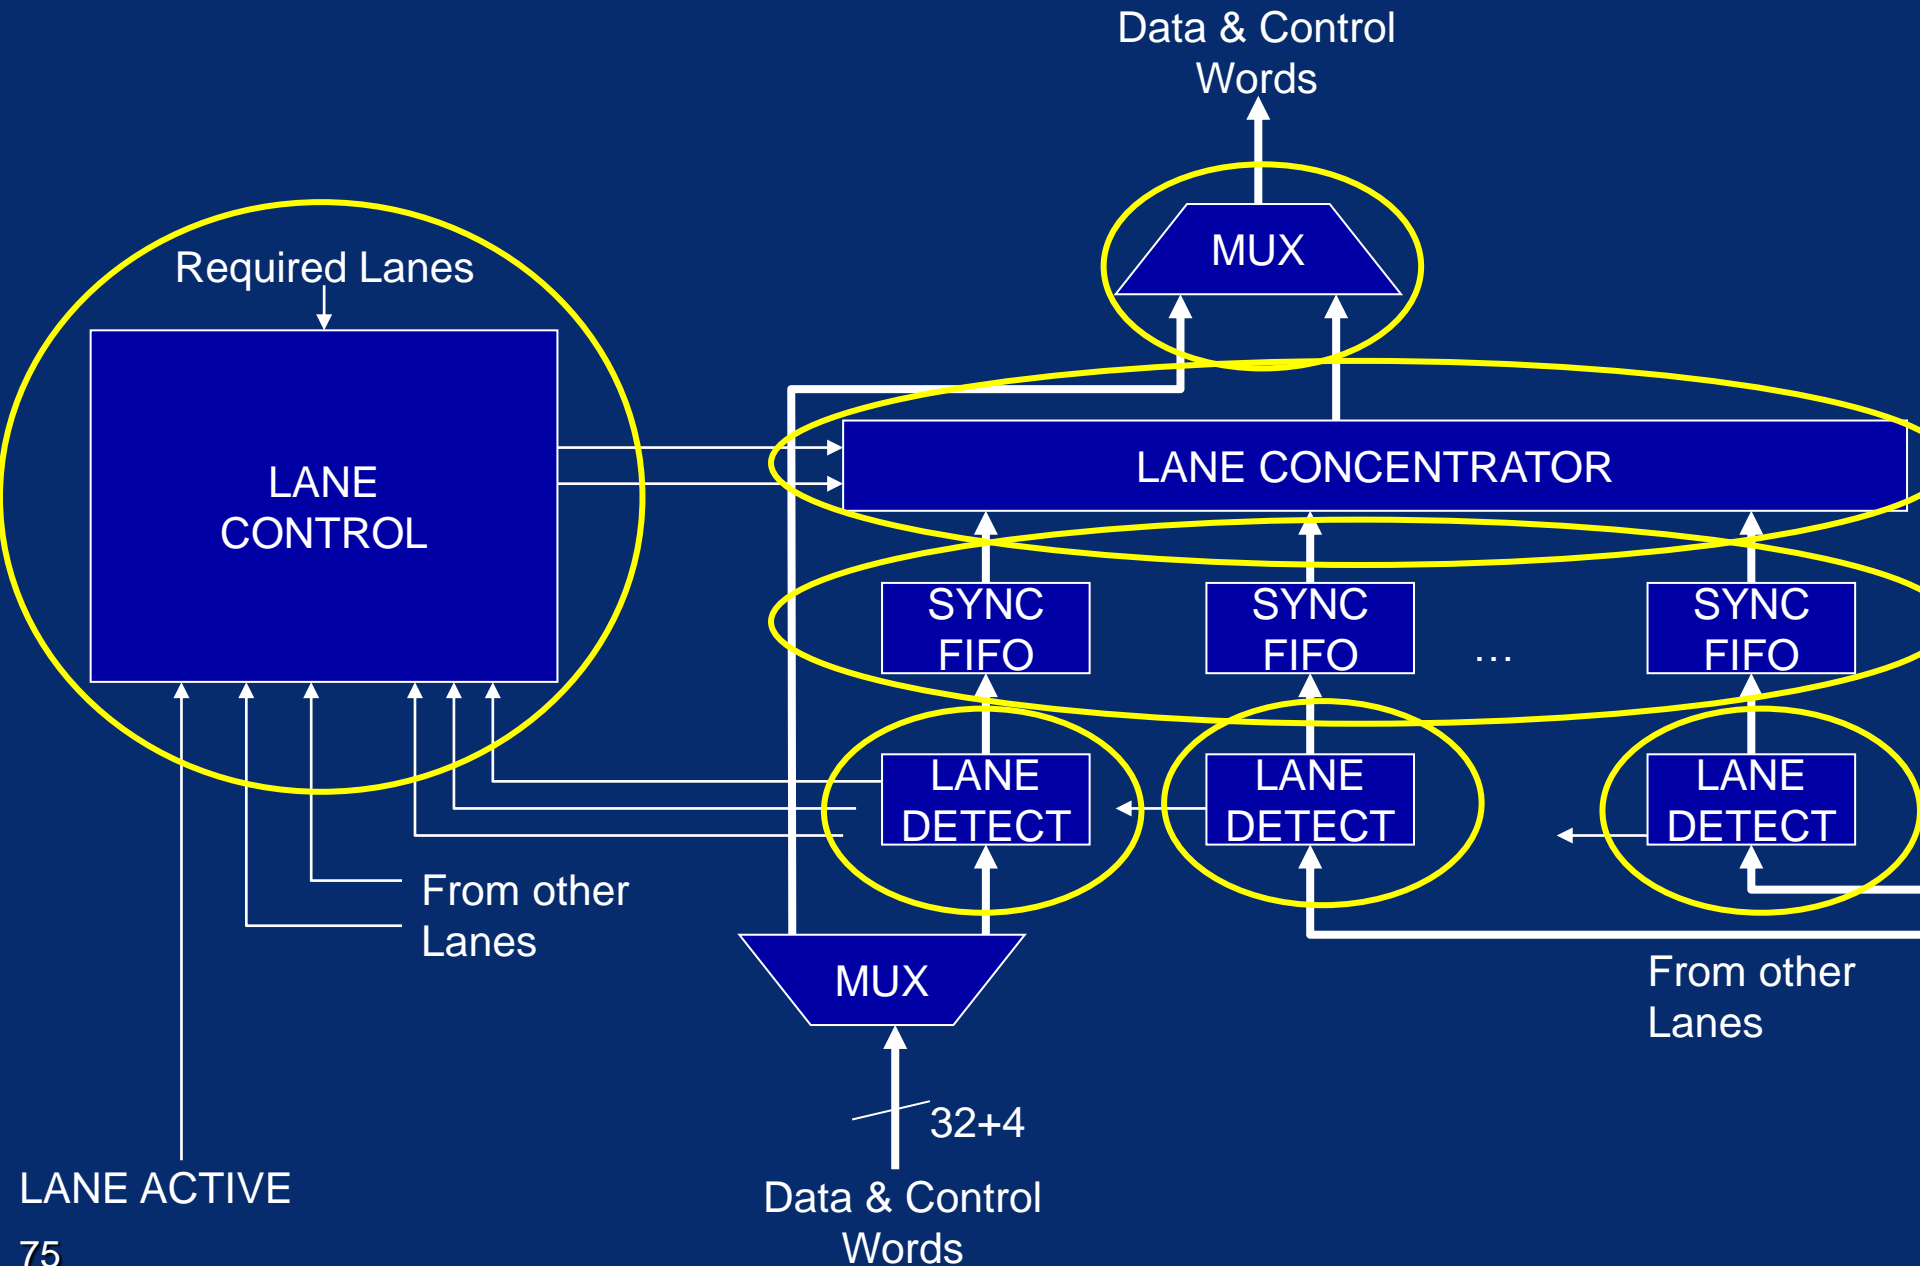 Data & Control
Words
MUX
Required Lanes
LANE
CONTROL
LANE CONCENTRATOR
SYNC
FIFO
SYNC
FIFO
...
SYNC
FIFO
LANE
DETECT
LANE
DETECT
LANE
DETECT
From other
Lanes
MUX
From other
Lanes
32+4
LANE ACTIVE
Data & Control
Words
75